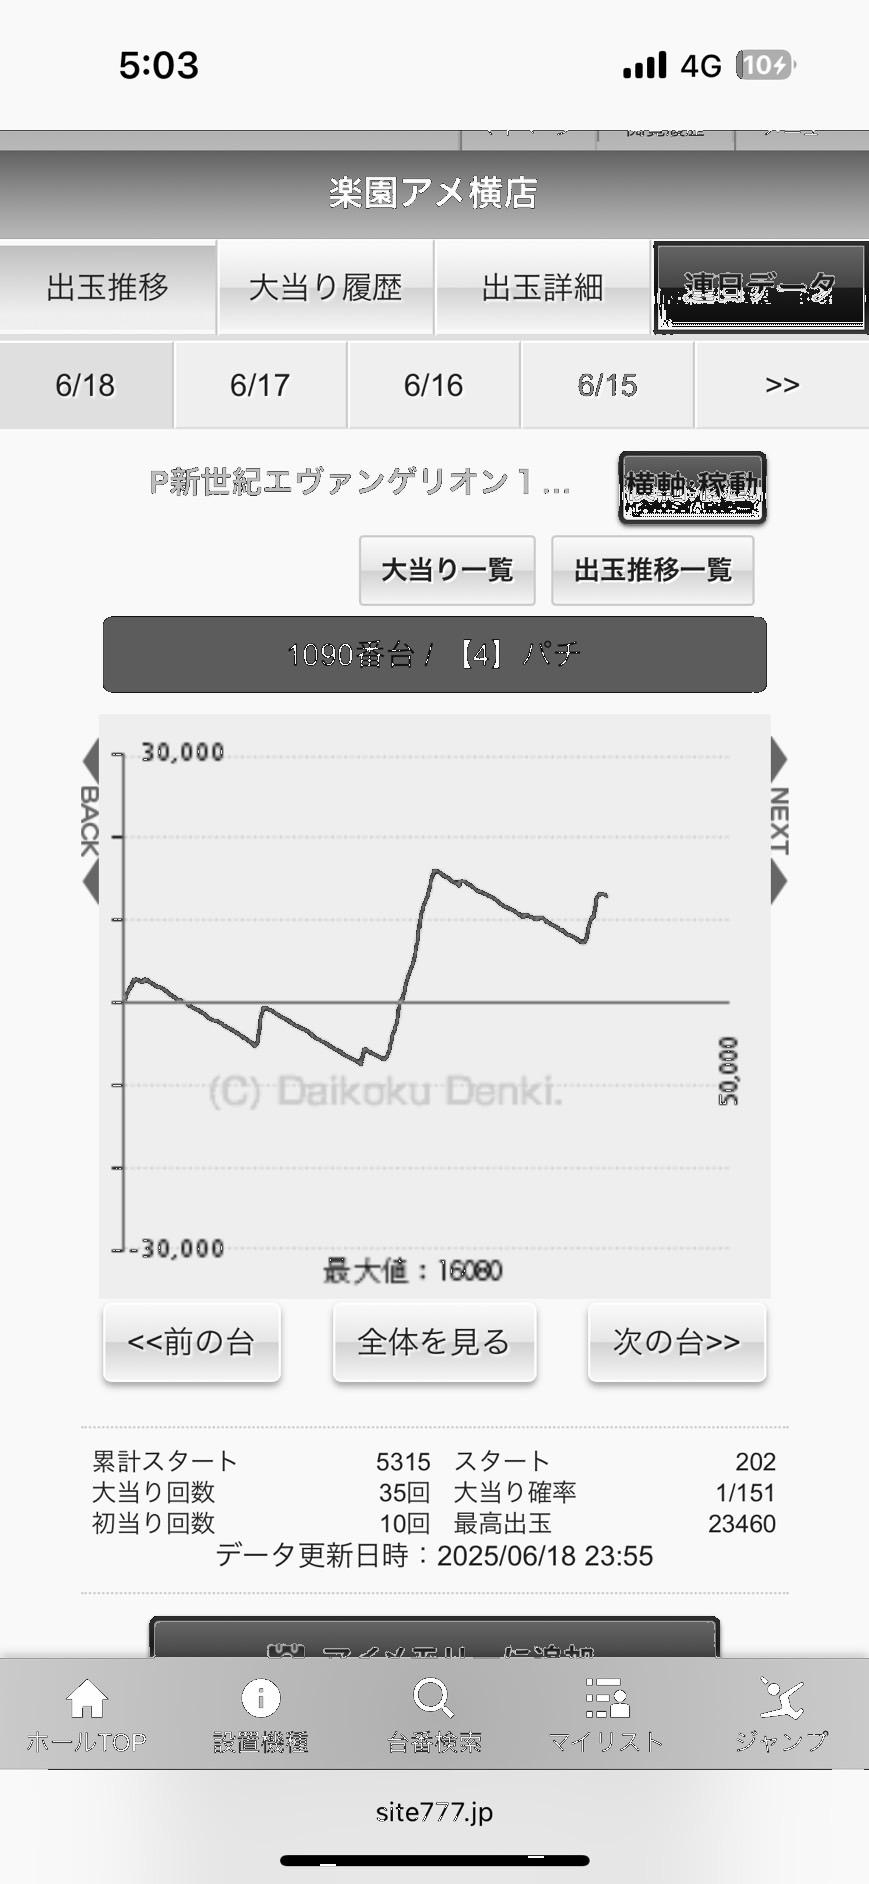 5:03
4G 10
楽園アメ横店
出玉推移 大当り履歴 出玉詳細 連日データ
6/18 6/17 6/16 6/15 >>
P新世紀エヴァンゲリオン１...
横軸:稼動
大当り一覧 出玉推移一覧
1090番台 / 【4】 パチ
30,000
BACK
NEXT
50,000
(C) Daikoku Denki.
-30,000
最大値：16080
<<前の台 全体を見る 次の台>>
累計スタート 5315 スタート 202
大当り回数 35回 大当り確率 1/151
初当り回数 10回 最高出玉 23460
データ更新日時：2025/06/18 23:55
ホールTOP 設置機種 台番検索 マイリスト ジャンプ
site777.jp